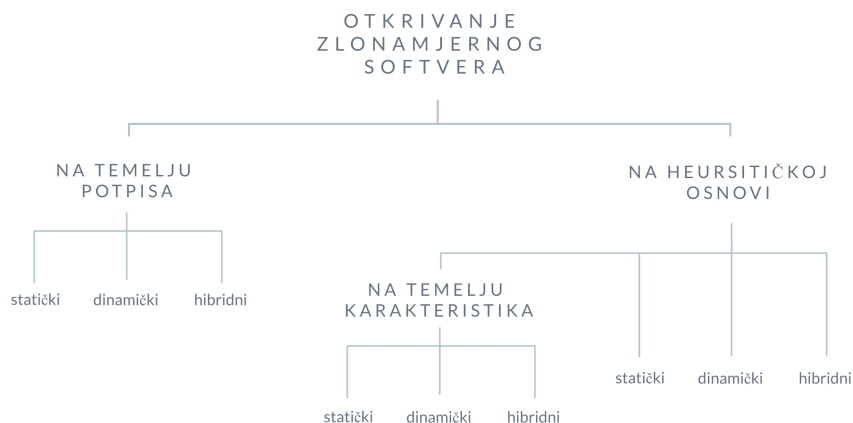 OTKRIVANJE
ZLONAMJERNOG
SOFTVERA
NA TEMELJU
POTPISA
NA HEURSITIČKOJ
OSNOVI
statički
dinamički
hibridni
NA TEMELJU
KARAKTERISTIKA
statički
dinamički
hibridni
statički
dinamički
hibridni